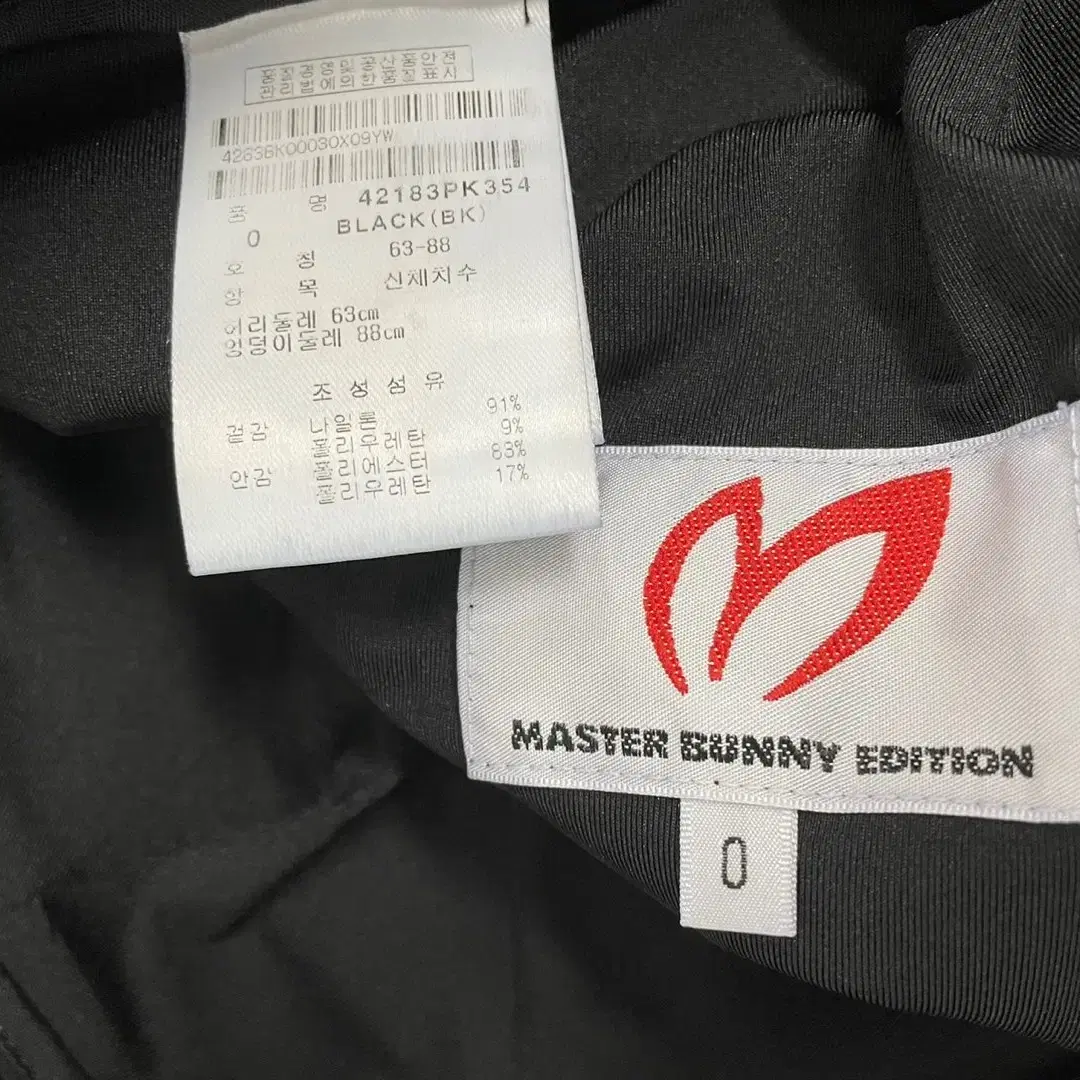 품질경영및공산품안전
관리법에의한품질표시
42636K00030X09YW
품 명 42183PK354
0 BLACK(BK)
호 칭 63-88
항 목 신체치수
허리둘레 63cm
엉덩이둘레 88cm
조성섬유
겉감 나일론 91%
폴리우레탄 9%
안감 폴리에스터 83%
폴리우레탄 17%
MASTER BUNNY EDITION
0